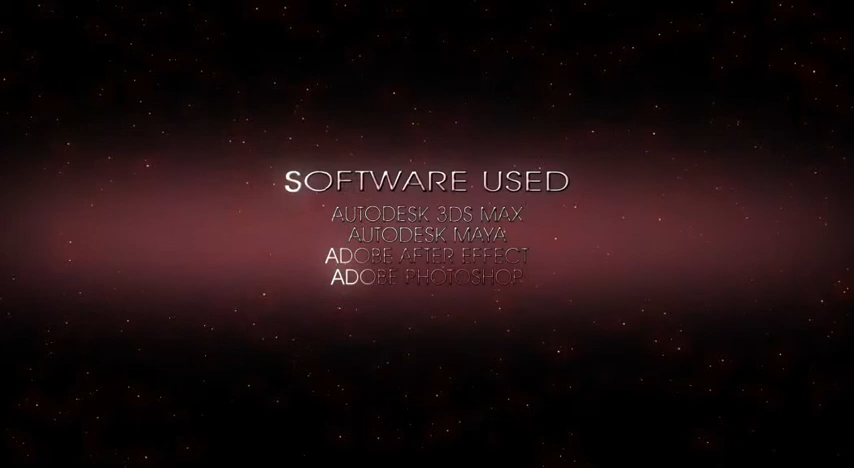 SOFTWARE USED
AUTODESK 3DS MAX
AUTODESK MAYA
ADOBE AFTER EFFECT
ADOBE PHOTOSHOP